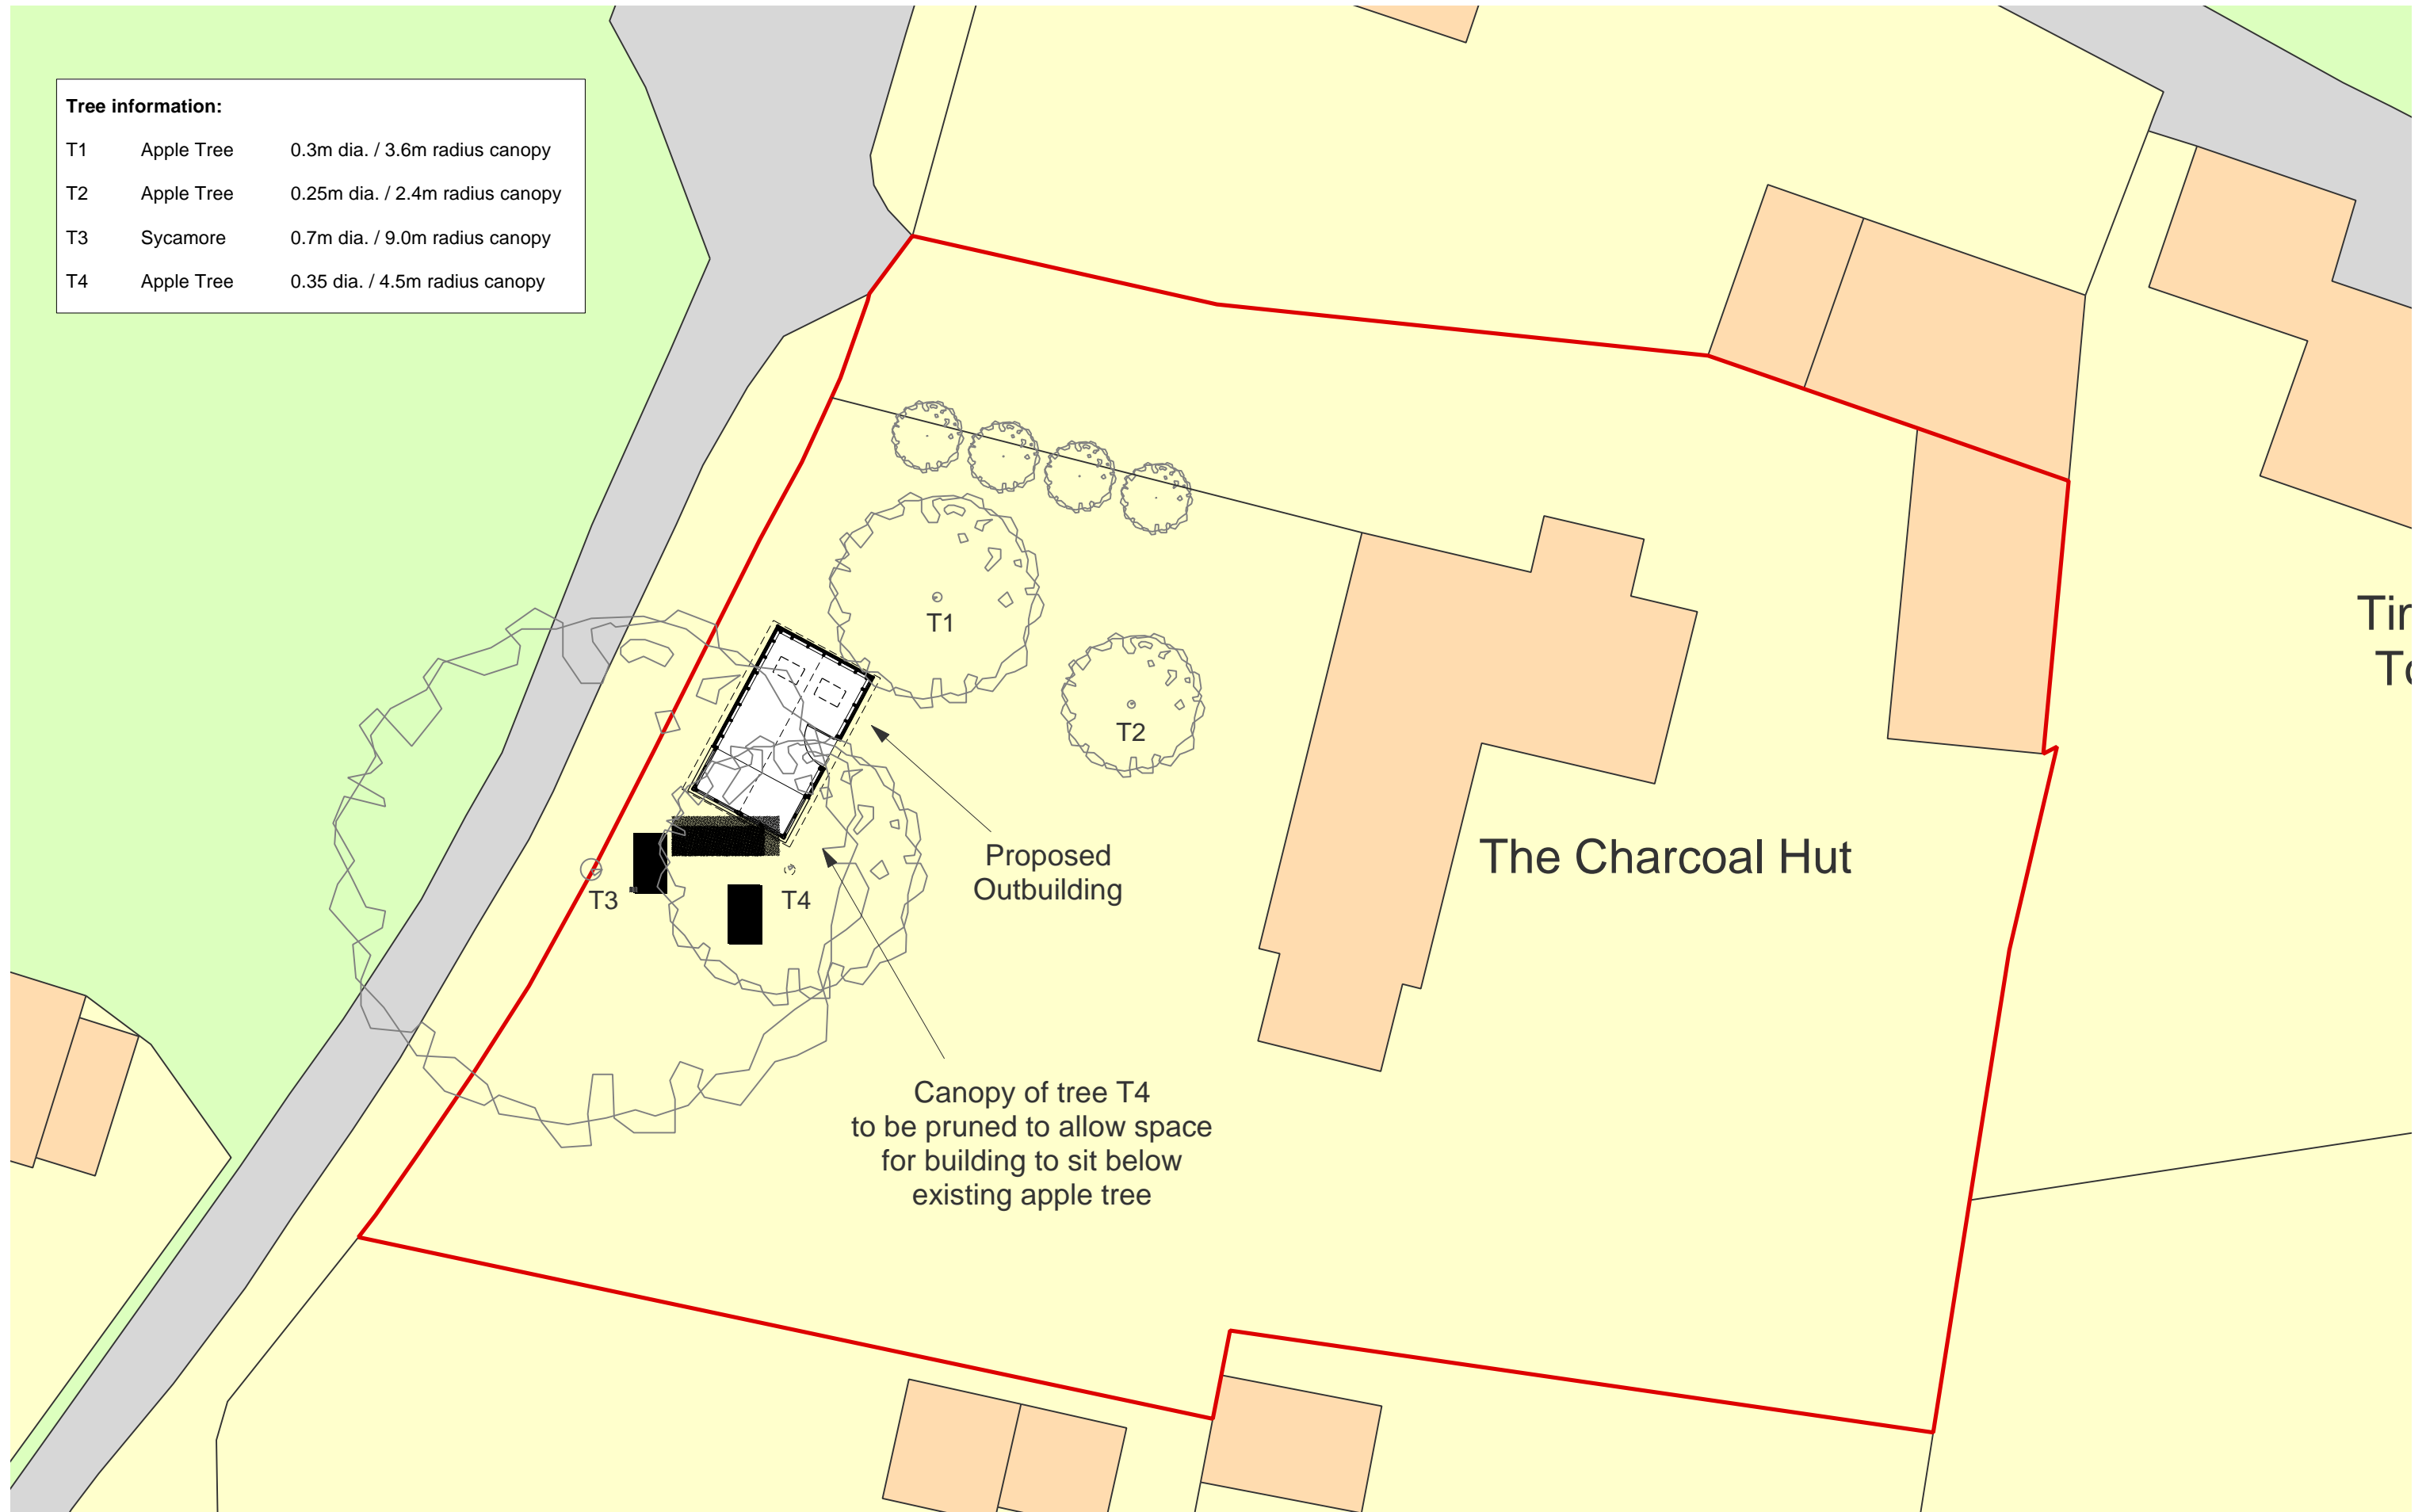 Tree information:
T1 Apple Tree 0.3m dia. / 3.6m radius canopy
T2 Apple Tree 0.25m dia. / 2.4m radius canopy
T3 Sycamore 0.7m dia. / 9.0m radius canopy
T4 Apple Tree 0.35 dia. / 4.5m radius canopy
T1
T2
T3
T4
Proposed
Outbuilding
The Charcoal Hut
Canopy of tree T4
to be pruned to allow space
for building to sit below
existing apple tree